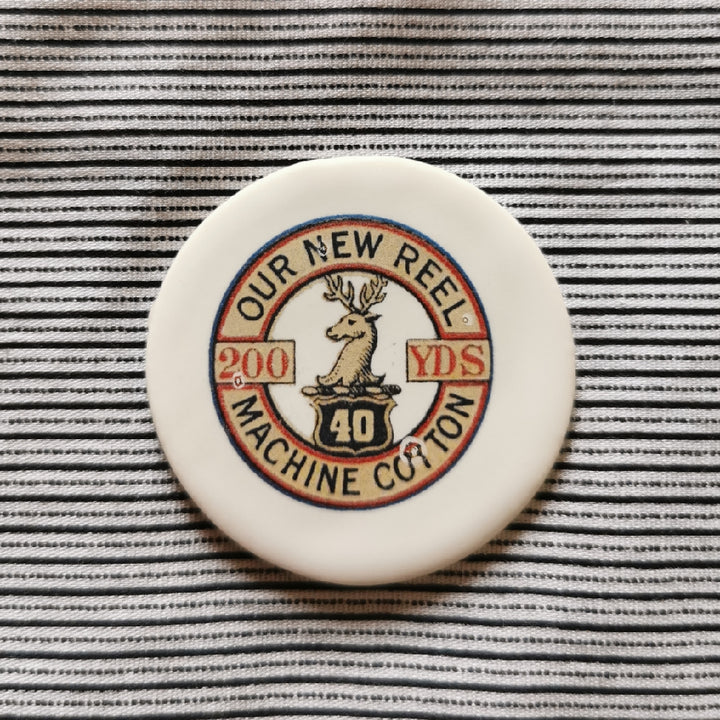 OUR NEW REEL
200 YDS
40
MACHINE COTTON